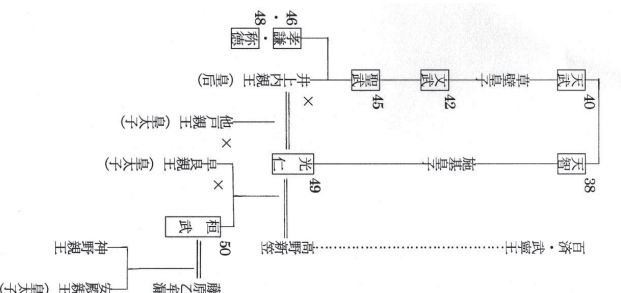 天武
40
草壁皇子
文武
42
聖武
45
孝謙・称徳
46・48
井上内親王(皇后)
×
他戸親王(皇太子)
×
天智
38
施基皇子
光仁
49
早良親王(皇太子)
×
百済・武寧王
高野新笠
桓武
50
藤原乙牟漏
神野親王
安殿親王(皇太子)